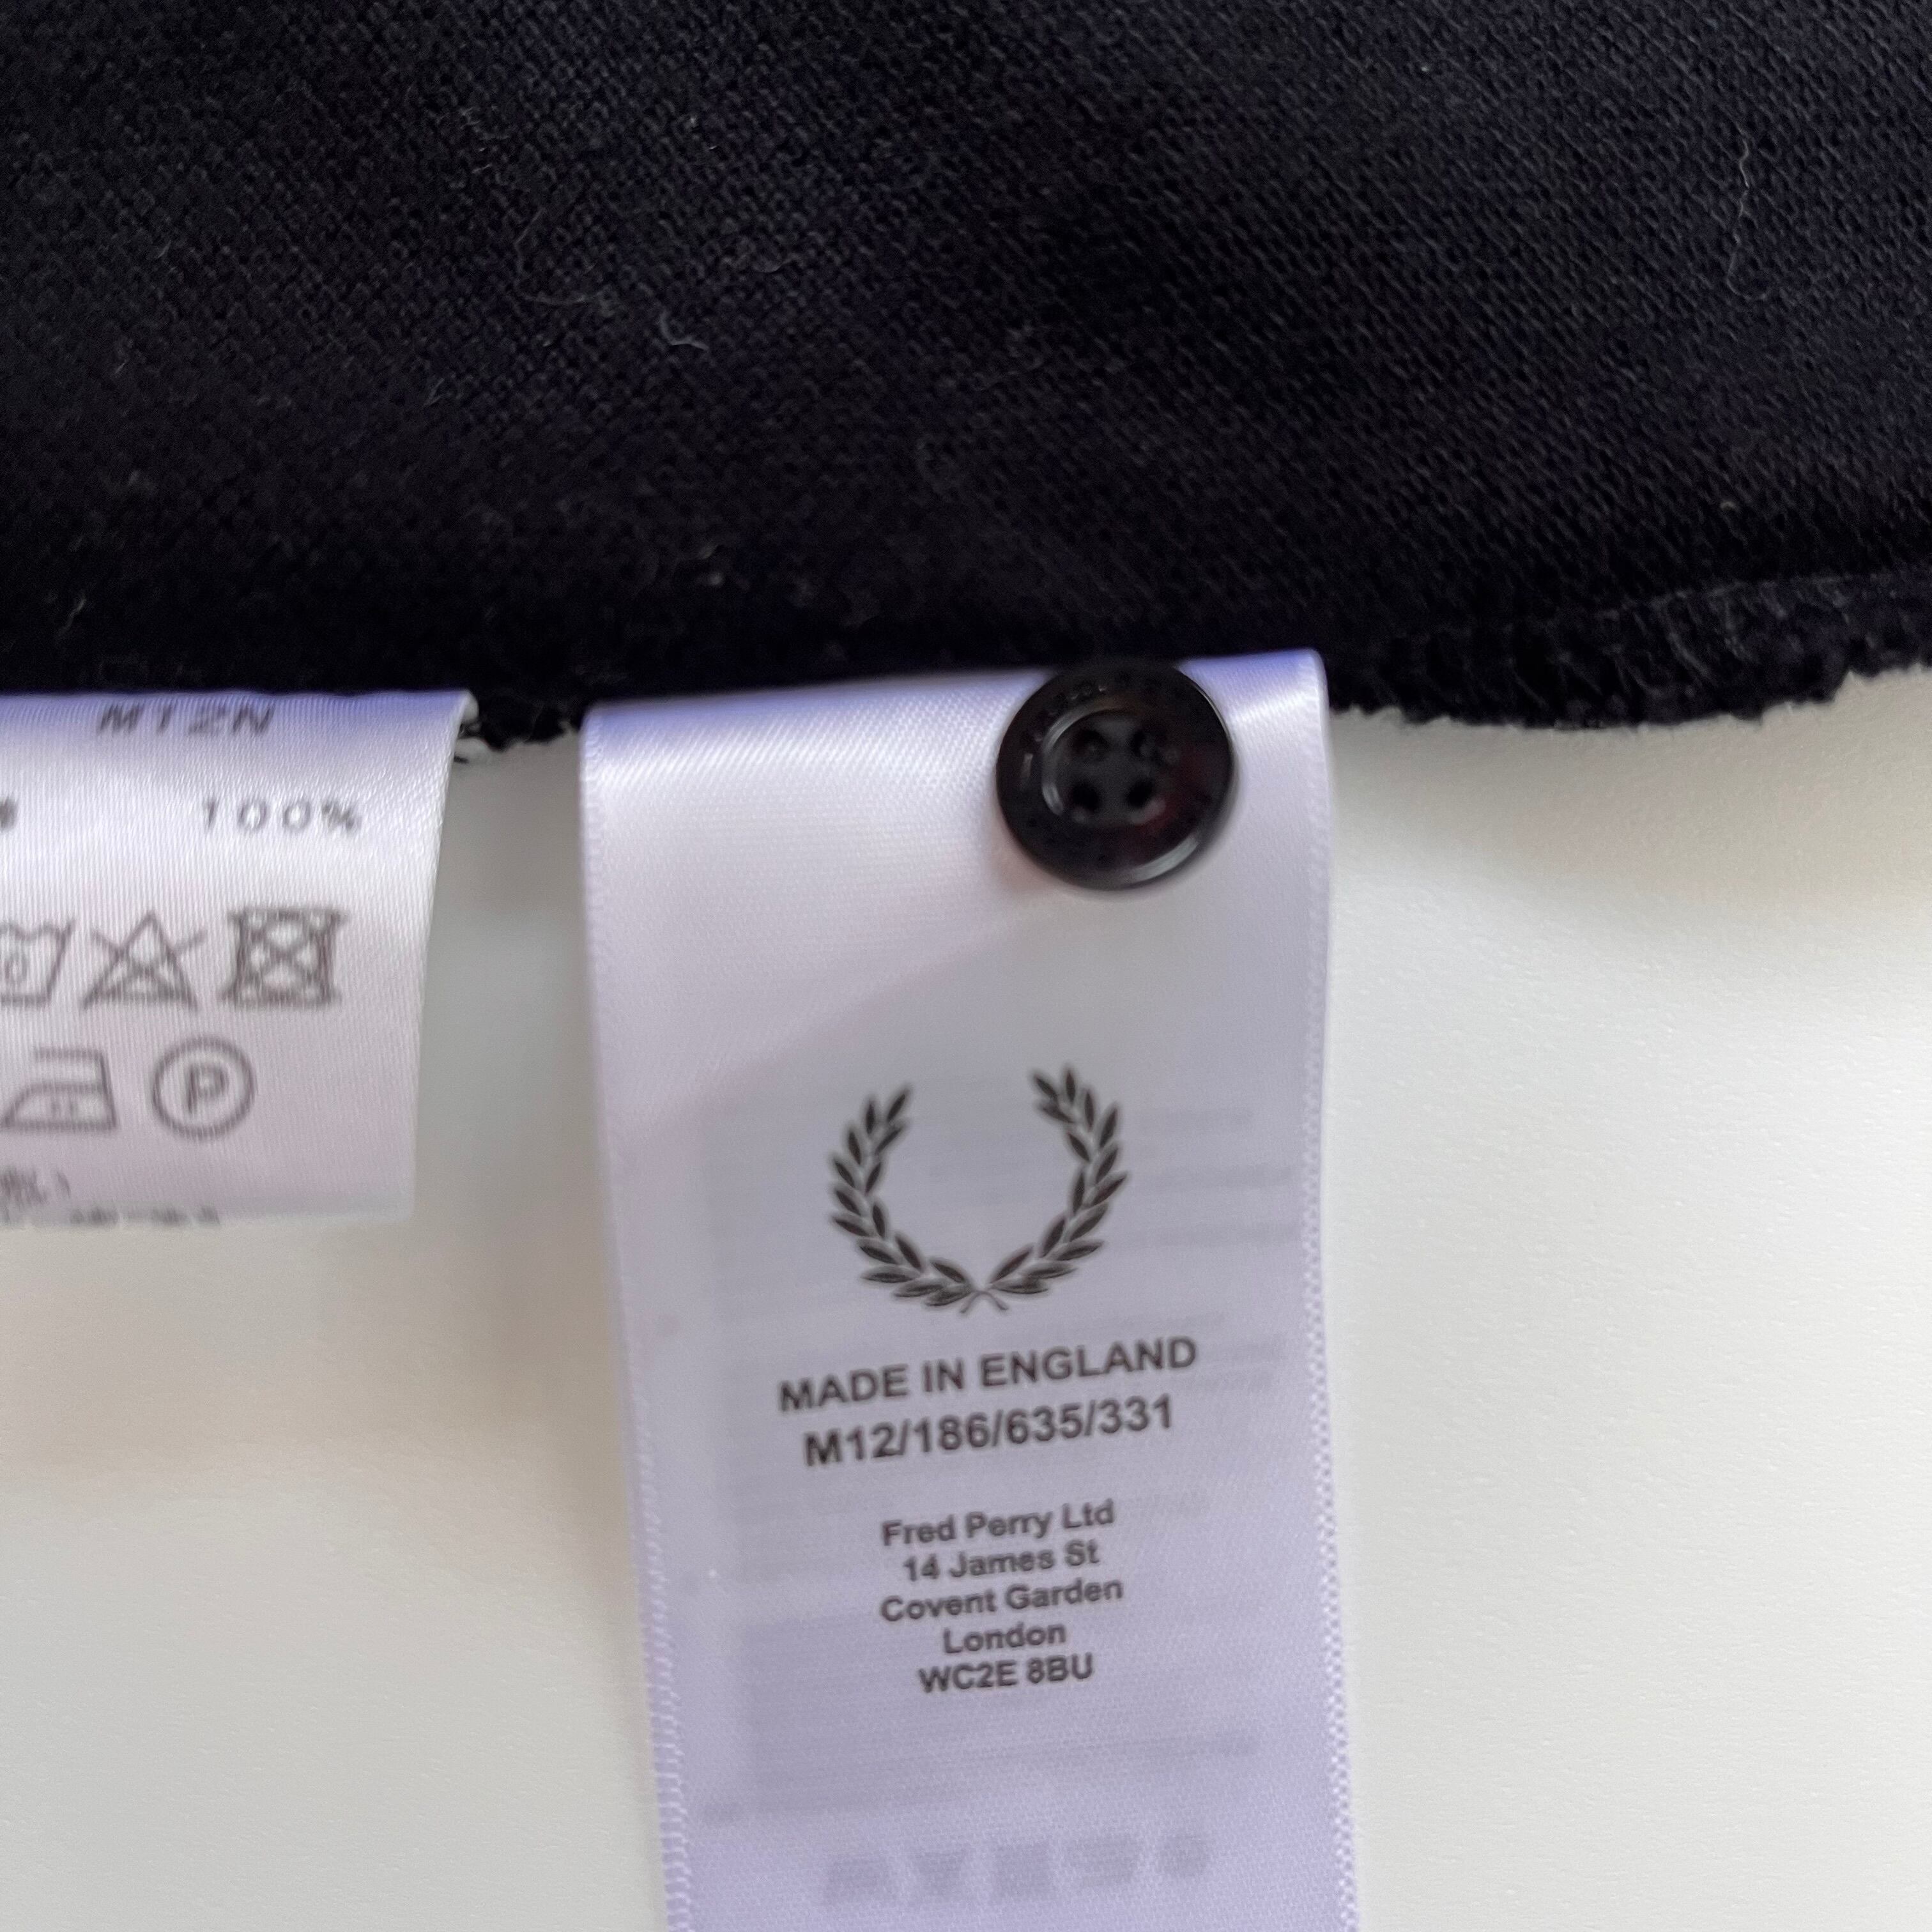 M12N
100%
P
MADE IN ENGLAND
M12/186/635/331
Fred Perry Ltd
14 James St
Covent Garden
London
WC2E 8BU